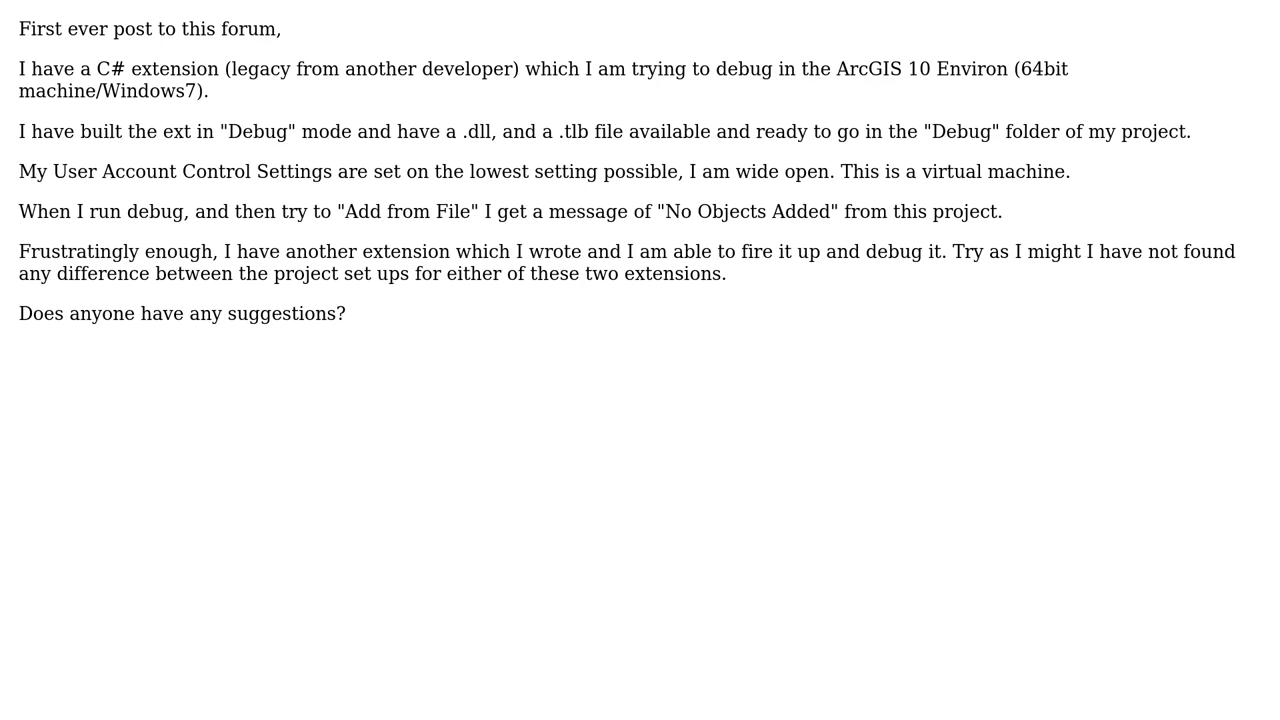 First ever post to this forum,
I have a C# extension (legacy from another developer) which I am trying to debug in the ArcGIS 10 Environ (64bit
machine/Windows7).
I have built the ext in "Debug" mode and have a .dll, and a .tlb file available and ready to go in the "Debug" folder of my project.
My User Account Control Settings are set on the lowest setting possible, I am wide open. This is a virtual machine.
When I run debug, and then try to "Add from File" I get a message of "No Objects Added" from this project.
Frustratingly enough, I have another extension which I wrote and I am able to fire it up and debug it. Try as I might I have not found
any difference between the project set ups for either of these two extensions.
Does anyone have any suggestions?